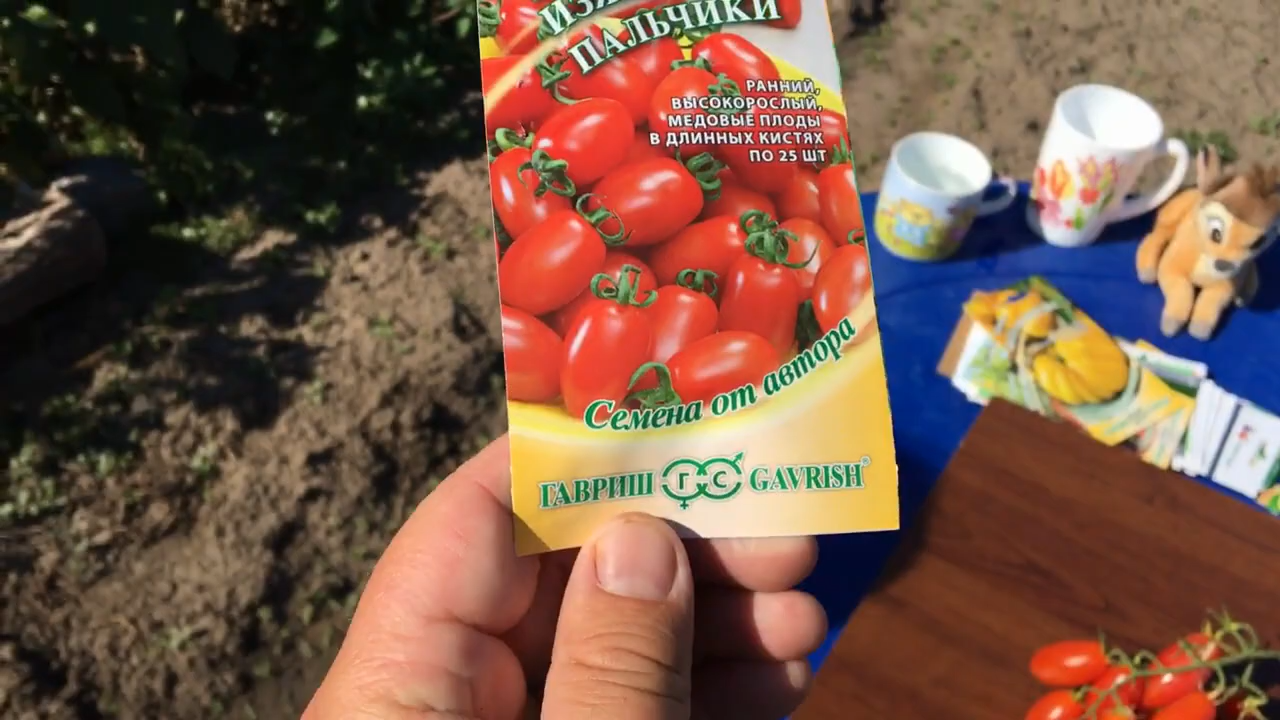 ПАЛЬЧИКИ
РАННИЙ,
ВЫСОКОРОСЛЫЙ,
МЕДОВЫЕ ПЛОДЫ
В ДЛИННЫХ КИСТЯХ
ПО 25 ШТ
Семена от автора
ГАВРИШ ГС GAVRISH®